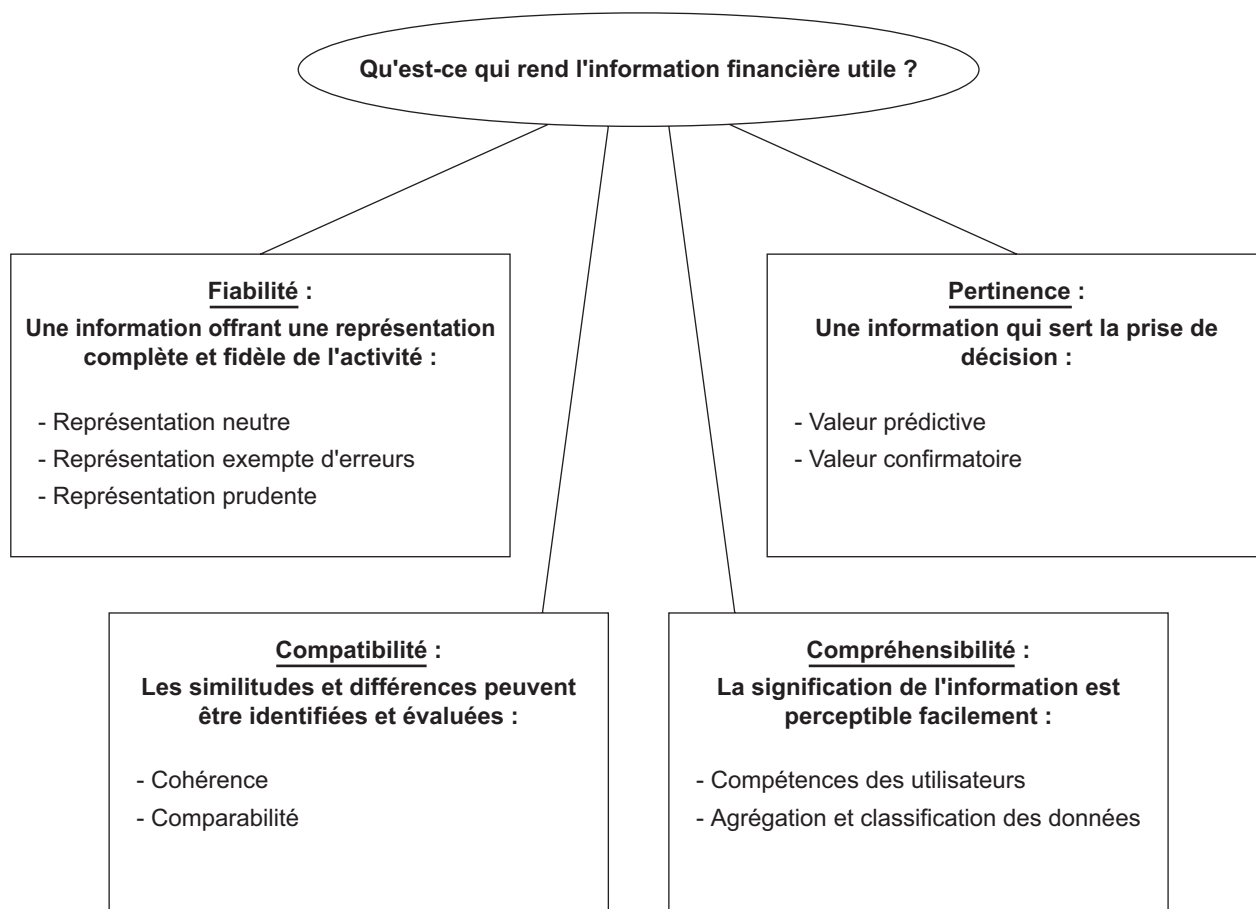 Qu'est-ce qui rend l'information financière utile ?
Fiabilité :
Une information offrant une représentation
complète et fidèle de l'activité :
- Représentation neutre
- Représentation exempte d'erreurs
- Représentation prudente
Pertinence :
Une information qui sert la prise de
décision :
- Valeur prédictive
- Valeur confirmatoire
Compatibilité :
Les similitudes et différences peuvent
être identifiées et évaluées :
- Cohérence
- Comparabilité
Compréhensibilité :
La signification de l'information est
perceptible facilement :
- Compétences des utilisateurs
- Agrégation et classification des données